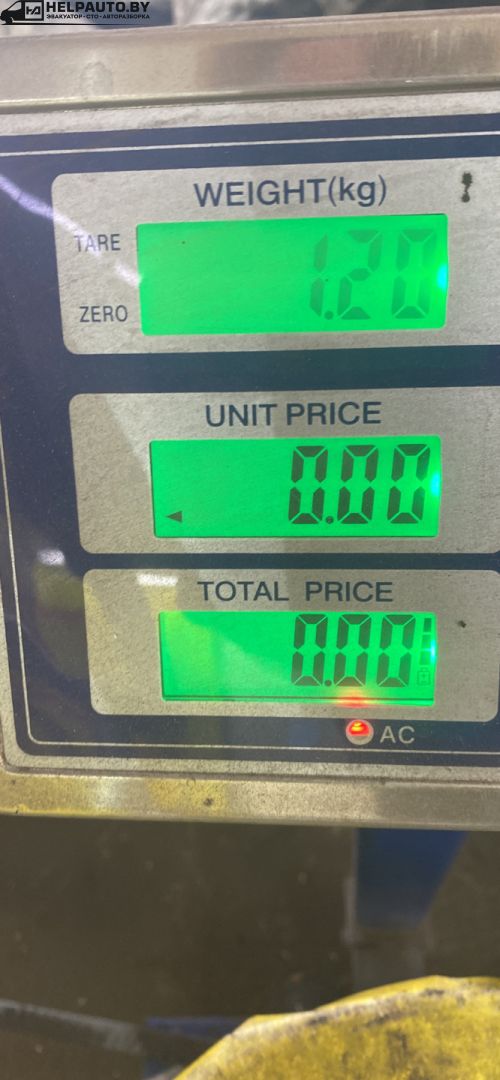 HELPAUTO.BY
ЭВАКУАТОР·СТО·АВТОРАЗБОРКА
WEIGHT(kg)
TARE
1.20
ZERO
UNIT PRICE
0.00
TOTAL PRICE
0.00
AC